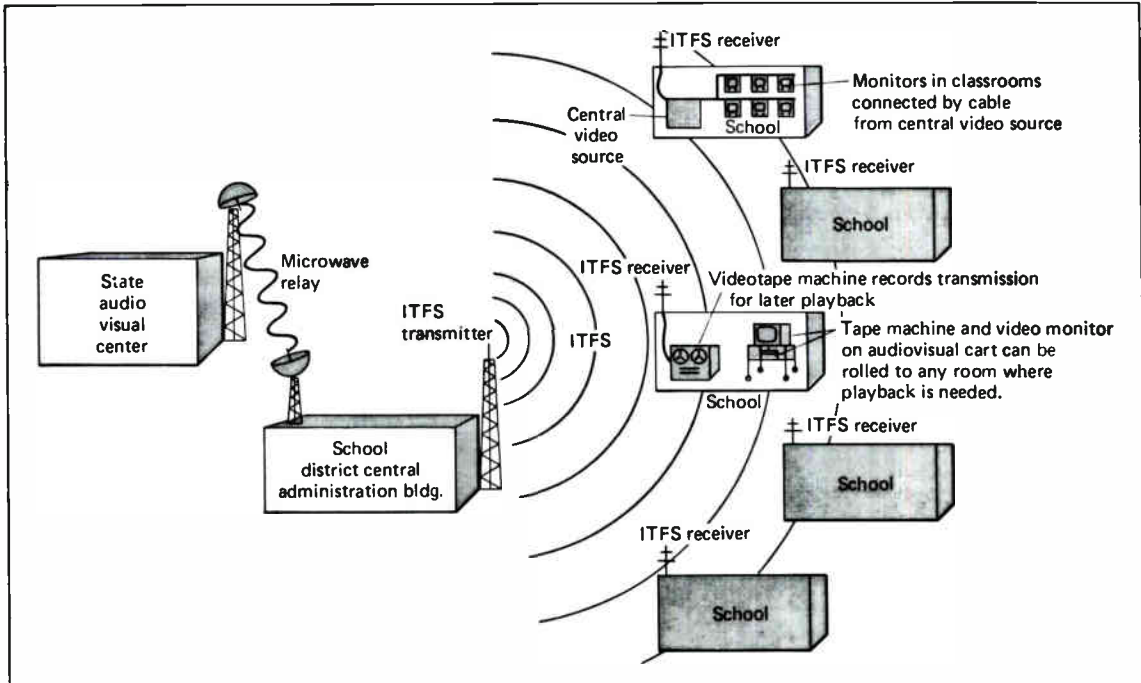 ITFS receiver
Monitors in classrooms
connected by cable
from central video source
Central
video
source
School
ITFS receiver
School
State
audio
visual
center
Microwave
relay
ITFS
transmitter
ITFS
School
district central
administration bldg.
ITFS receiver
Videotape machine records transmission
for later playback
Tape machine and video monitor
on audiovisual cart can be
rolled to any room where
playback is needed.
School
ITFS receiver
School
ITFS receiver
School